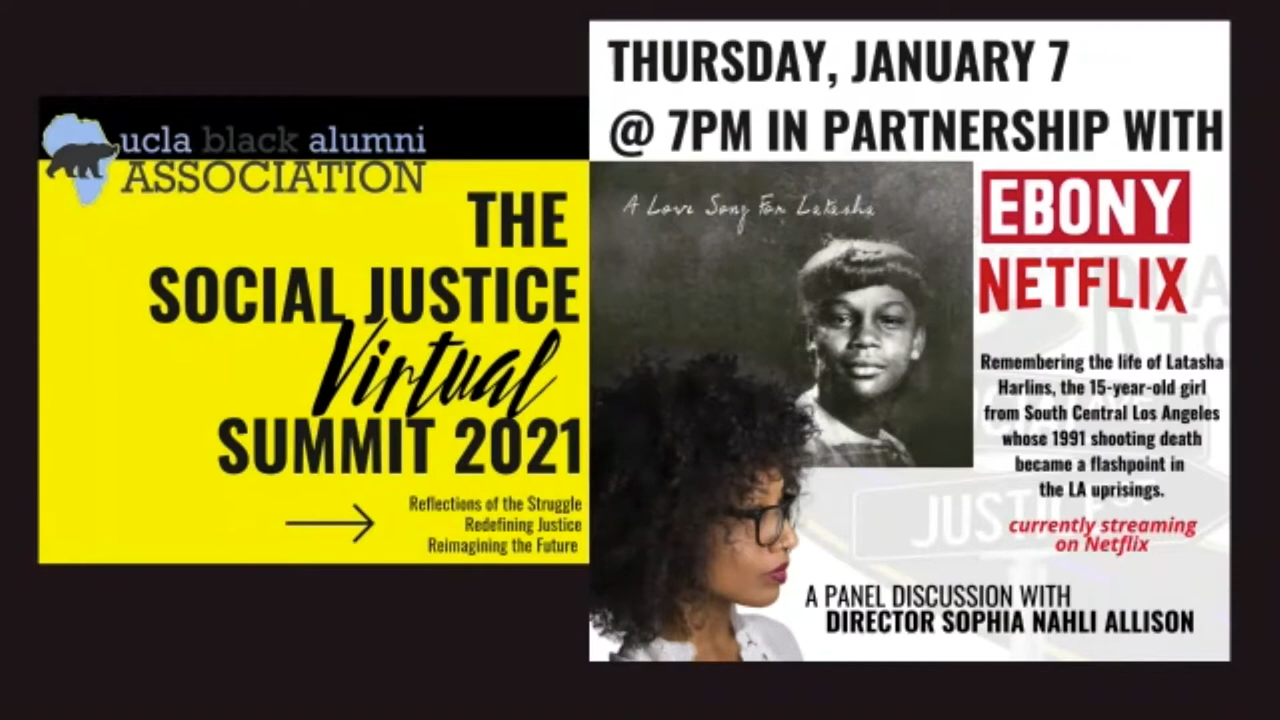 ucla black alumni
ASSOCIATION
THE
SOCIAL JUSTICE
Virtual
SUMMIT 2021
Reflections of the Struggle
Redefining Justice
Reimagining the Future
THURSDAY, JANUARY 7
@ 7PM IN PARTNERSHIP WITH
A Love Song For Latasha
EBONY
NETFLIX
Remembering the life of Latasha
Harlins, the 15-year-old girl
from South Central Los Angeles
whose 1991 shooting death
became a flashpoint in
the LA uprisings.
currently streaming
on Netflix
A PANEL DISCUSSION WITH
DIRECTOR SOPHIA NAHLI ALLISON